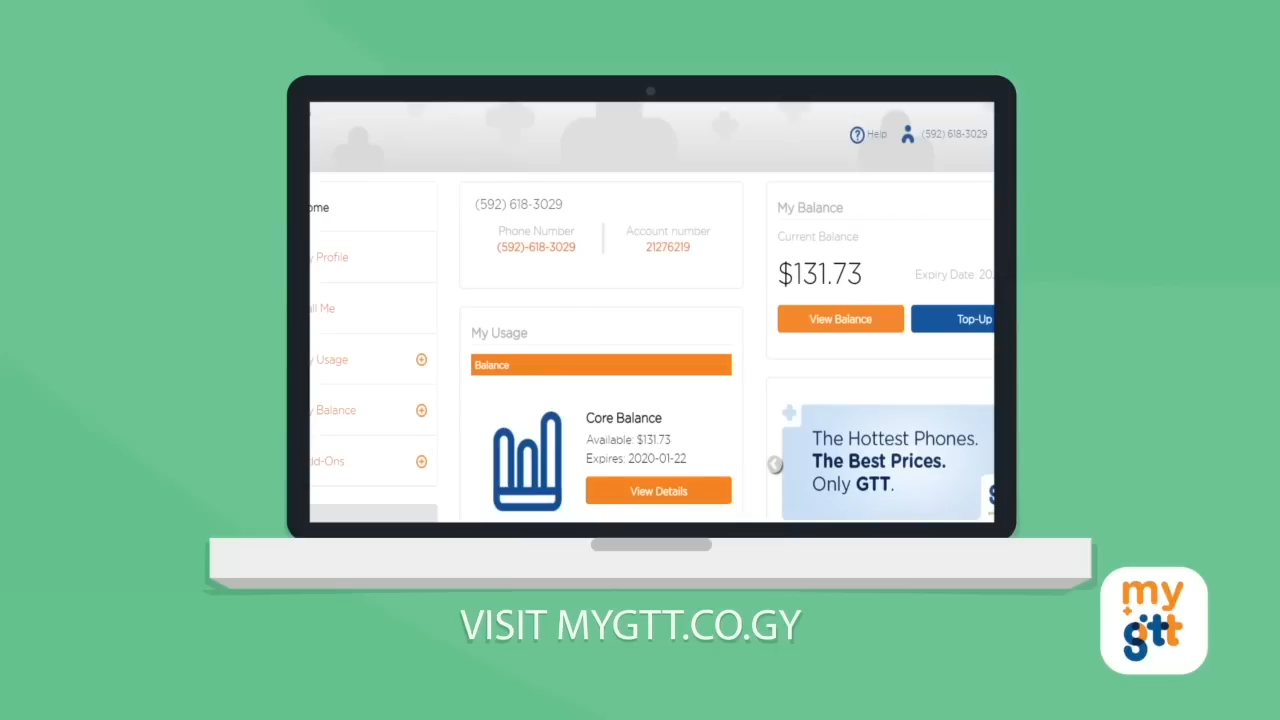 Help (592) 618-3029
ome
y Profile
all Me
y Usage
y Balance
dd-Ons
(592) 618-3029
Phone Number
(592)-618-3029
Account number
21276219
My Usage
Balance
Core Balance
Available: $131.73
Expires: 2020-01-22
View Details
My Balance
Current Balance
$131.73
Expiry Date: 202
View Balance
Top-Up
The Hottest Phones.
The Best Prices.
Only GTT.
VISIT MYGTT.CO.GY
my
gtt